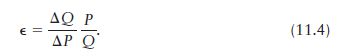 ϵ = ΔQ/ΔP P/Q. (11.4)